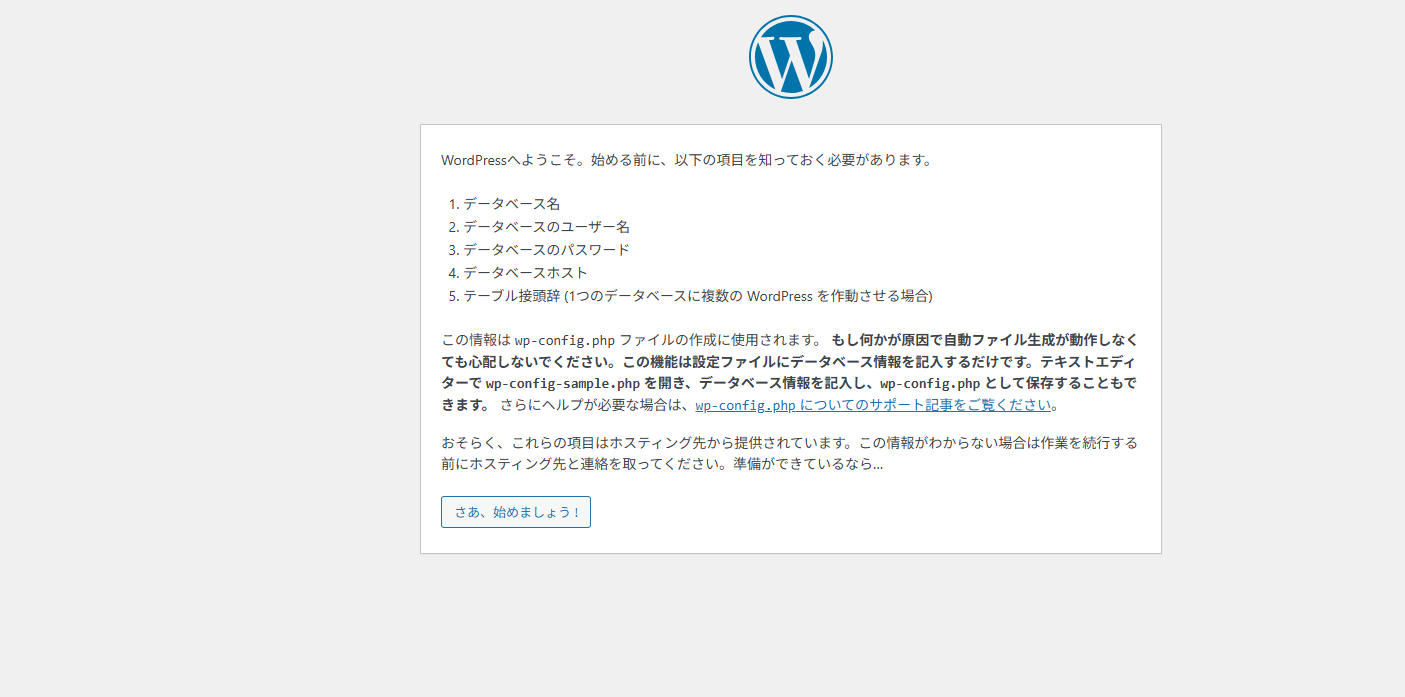 WordPressへようこそ。始める前に、以下の項目を知っておく必要があります。
1. データベース名
2. データベースのユーザー名
3. データベースのパスワード
4. データベースホスト
5. テーブル接頭辞 (1つのデータベースに複数の WordPress を作動させる場合)
この情報は wp-config.php ファイルの作成に使用されます。 もし何かが原因で自動ファイル生成が動作しなく
ても心配しないでください。この機能は設定ファイルにデータベース情報を記入するだけです。テキストエディ
ターで wp-config-sample.php を開き、データベース情報を記入し、wp-config.php として保存することもで
きます。 さらにヘルプが必要な場合は、wp-config.php についてのサポート記事をご覧ください。
おそらく、これらの項目はホスティング先から提供されています。この情報がわからない場合は作業を続行する
前にホスティング先と連絡を取ってください。準備ができているなら…
さあ、始めましょう !